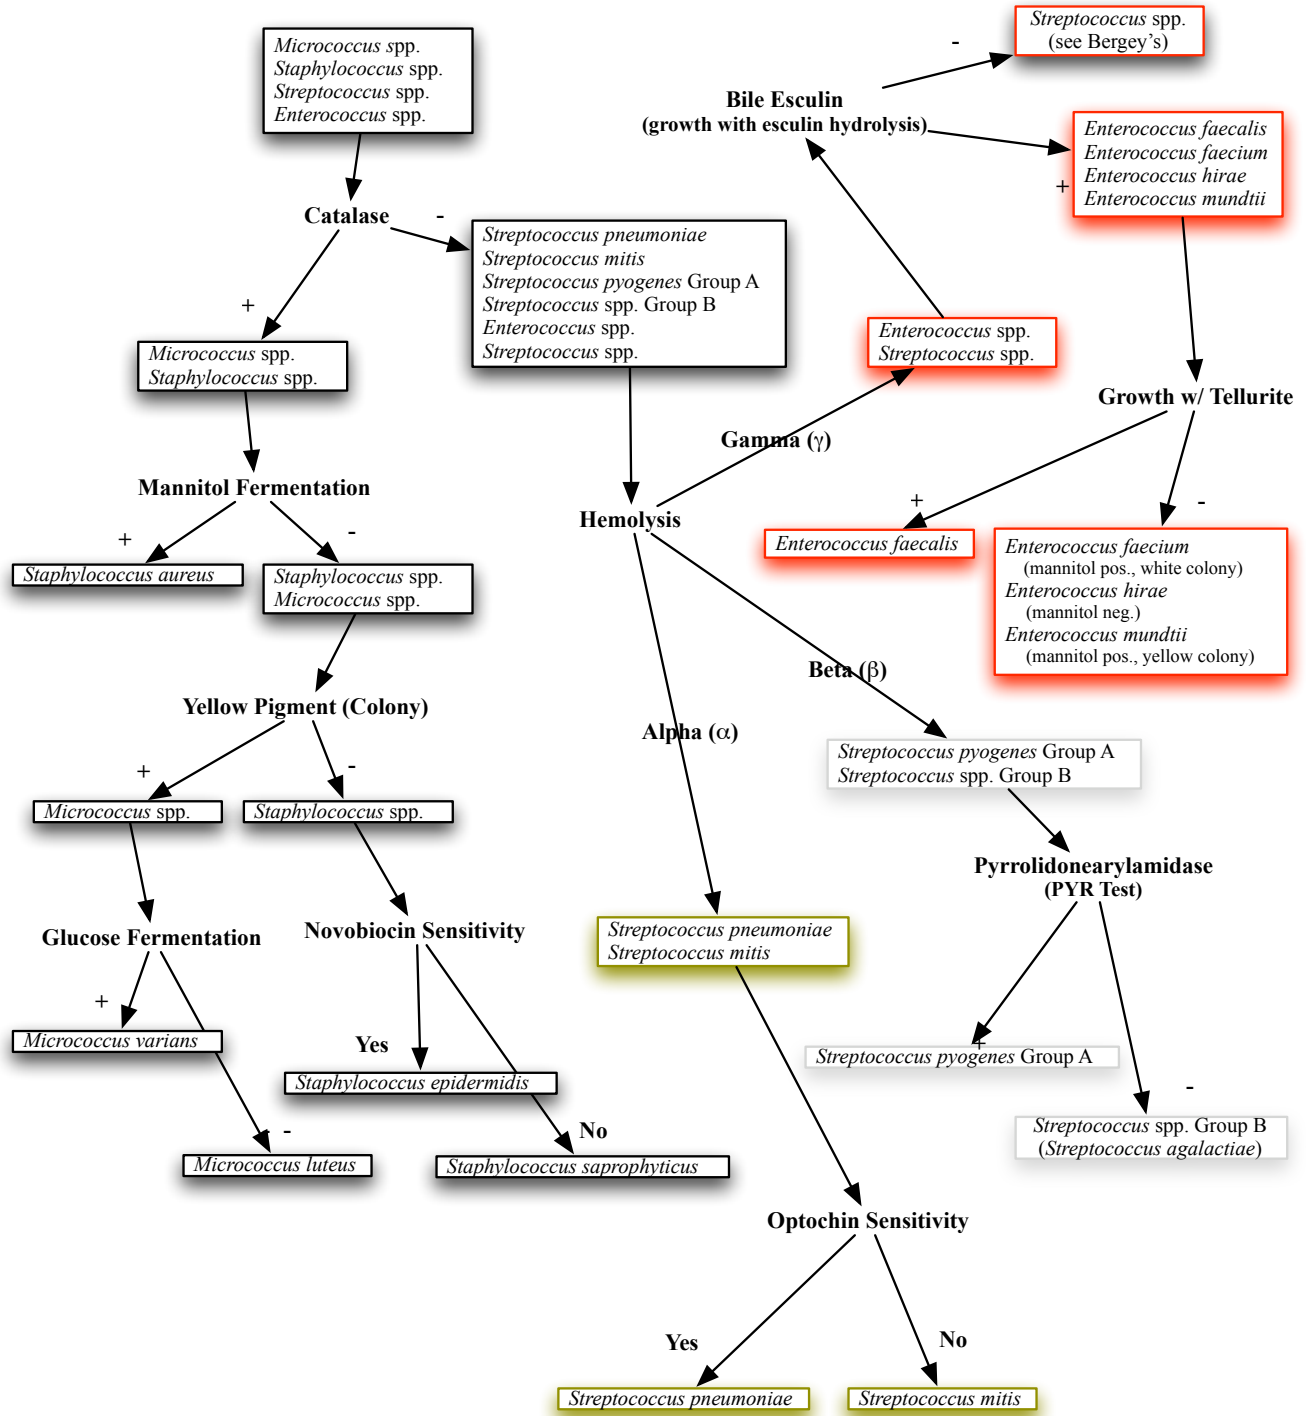 Micrococcus spp.
Staphylococcus spp.
Streptococcus spp.
Enterococcus spp.
Catalase
-
+
Streptococcus pneumoniae
Streptococcus mitis
Streptococcus pyogenes Group A
Streptococcus spp. Group B
Enterococcus spp.
Streptococcus spp.
Micrococcus spp.
Staphylococcus spp.
Mannitol Fermentation
+
-
Staphylococcus aureus
Staphylococcus spp.
Micrococcus spp.
Yellow Pigment (Colony)
+
-
Micrococcus spp.
Staphylococcus spp.
Glucose Fermentation
+
- -
Micrococcus varians
Micrococcus luteus
Novobiocin Sensitivity
Yes
No
Staphylococcus epidermidis
Staphylococcus saprophyticus
Hemolysis
Gamma (γ)
Beta (β)
Alpha (α)
Enterococcus spp.
Streptococcus spp.
Bile Esculin
(growth with esculin hydrolysis)
-
+
Streptococcus spp.
(see Bergey’s)
Enterococcus faecalis
Enterococcus faecium
Enterococcus hirae
Enterococcus mundtii
Growth w/ Tellurite
+
-
Enterococcus faecalis
Enterococcus faecium
(mannitol pos., white colony)
Enterococcus hirae
(mannitol neg.)
Enterococcus mundtii
(mannitol pos., yellow colony)
Streptococcus pyogenes Group A
Streptococcus spp. Group B
Pyrrolidonearylamidase
(PYR Test)
+
-
Streptococcus pyogenes Group A
Streptococcus spp. Group B
(Streptococcus agalactiae)
Streptococcus pneumoniae
Streptococcus mitis
Optochin Sensitivity
Yes
No
Streptococcus pneumoniae
Streptococcus mitis